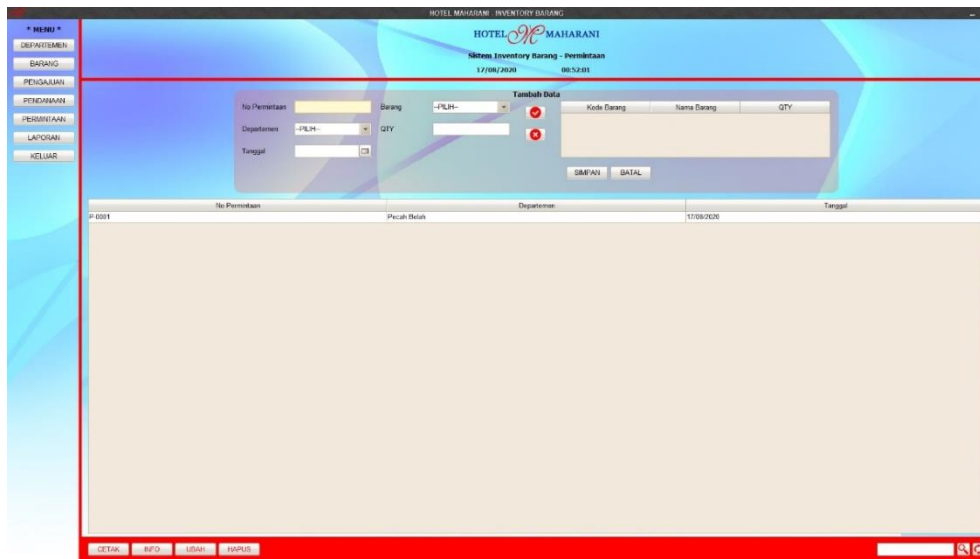 HOTEL MAHARANI - INVENTORY BARANG
* MENU *
DEPARTEMEN
BARANG
PENGAJUAN
PENDANAAN
PERMINTAAN
LAPORAN
KELUAR
HOTEL M MAHARANI
Sistem Inventory Barang - Permintaan
17/08/2020 00:52:01
Tambah Data
No Permintaan Barang --PILIH--
Departemen --PILIH-- QTY
Tanggal
Kode Barang Nama Barang QTY
SIMPAN BATAL
No Permintaan Departemen Tanggal
P-0001 Pecah Belah 17/08/2020
CETAK INFO UBAH HAPUS